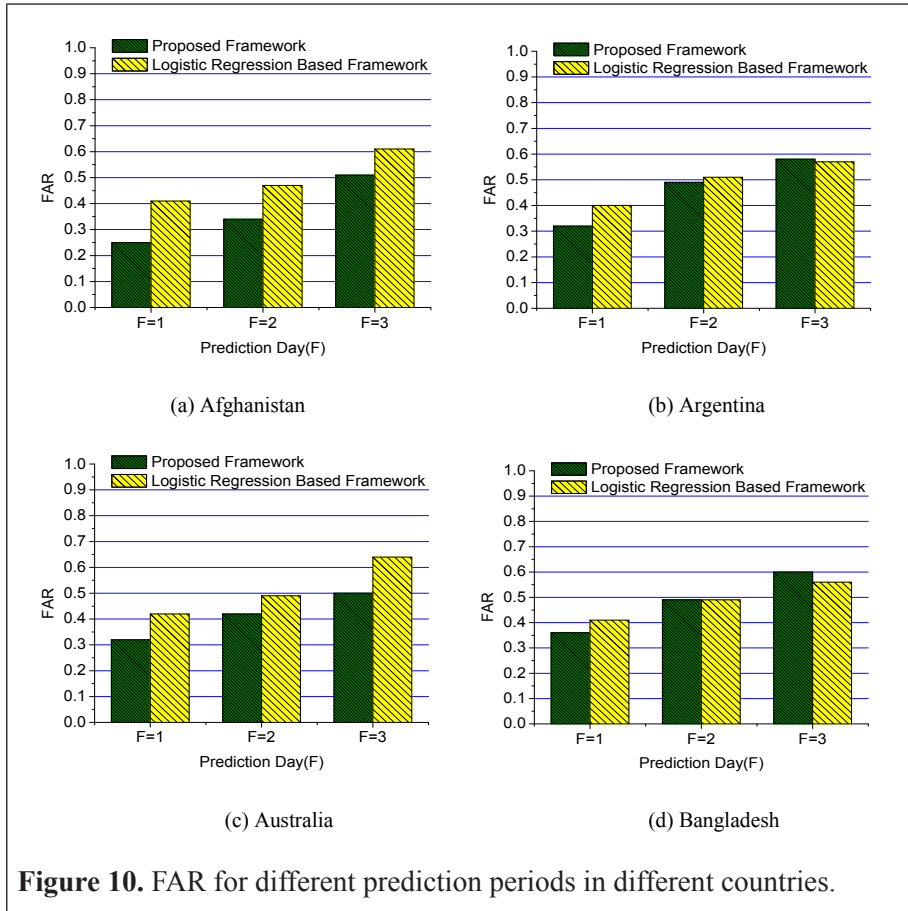 Proposed Framework
Logistic Regression Based Framework
1.0
0.9
0.8
0.7
0.6
0.5
0.4
0.3
0.2
0.1
0.0
FAR
F=1 F=2 F=3
Prediction Day(F)
(a) Afghanistan
Proposed Framework
Logistic Regression Based Framework
1.0
0.9
0.8
0.7
0.6
0.5
0.4
0.3
0.2
0.1
0.0
FAR
F=1 F=2 F=3
Prediction Day(F)
(b) Argentina
Proposed Framework
Logistic Regression Based Framework
1.0
0.9
0.8
0.7
0.6
0.5
0.4
0.3
0.2
0.1
0.0
FAR
F=1 F=2 F=3
Prediction Day(F)
(c) Australia
Proposed Framework
Logistic Regression Based Framework
1.0
0.9
0.8
0.7
0.6
0.5
0.4
0.3
0.2
0.1
0.0
FAR
F=1 F=2 F=3
Prediction Day(F)
(d) Bangladesh
Figure 10. FAR for different prediction periods in different countries.